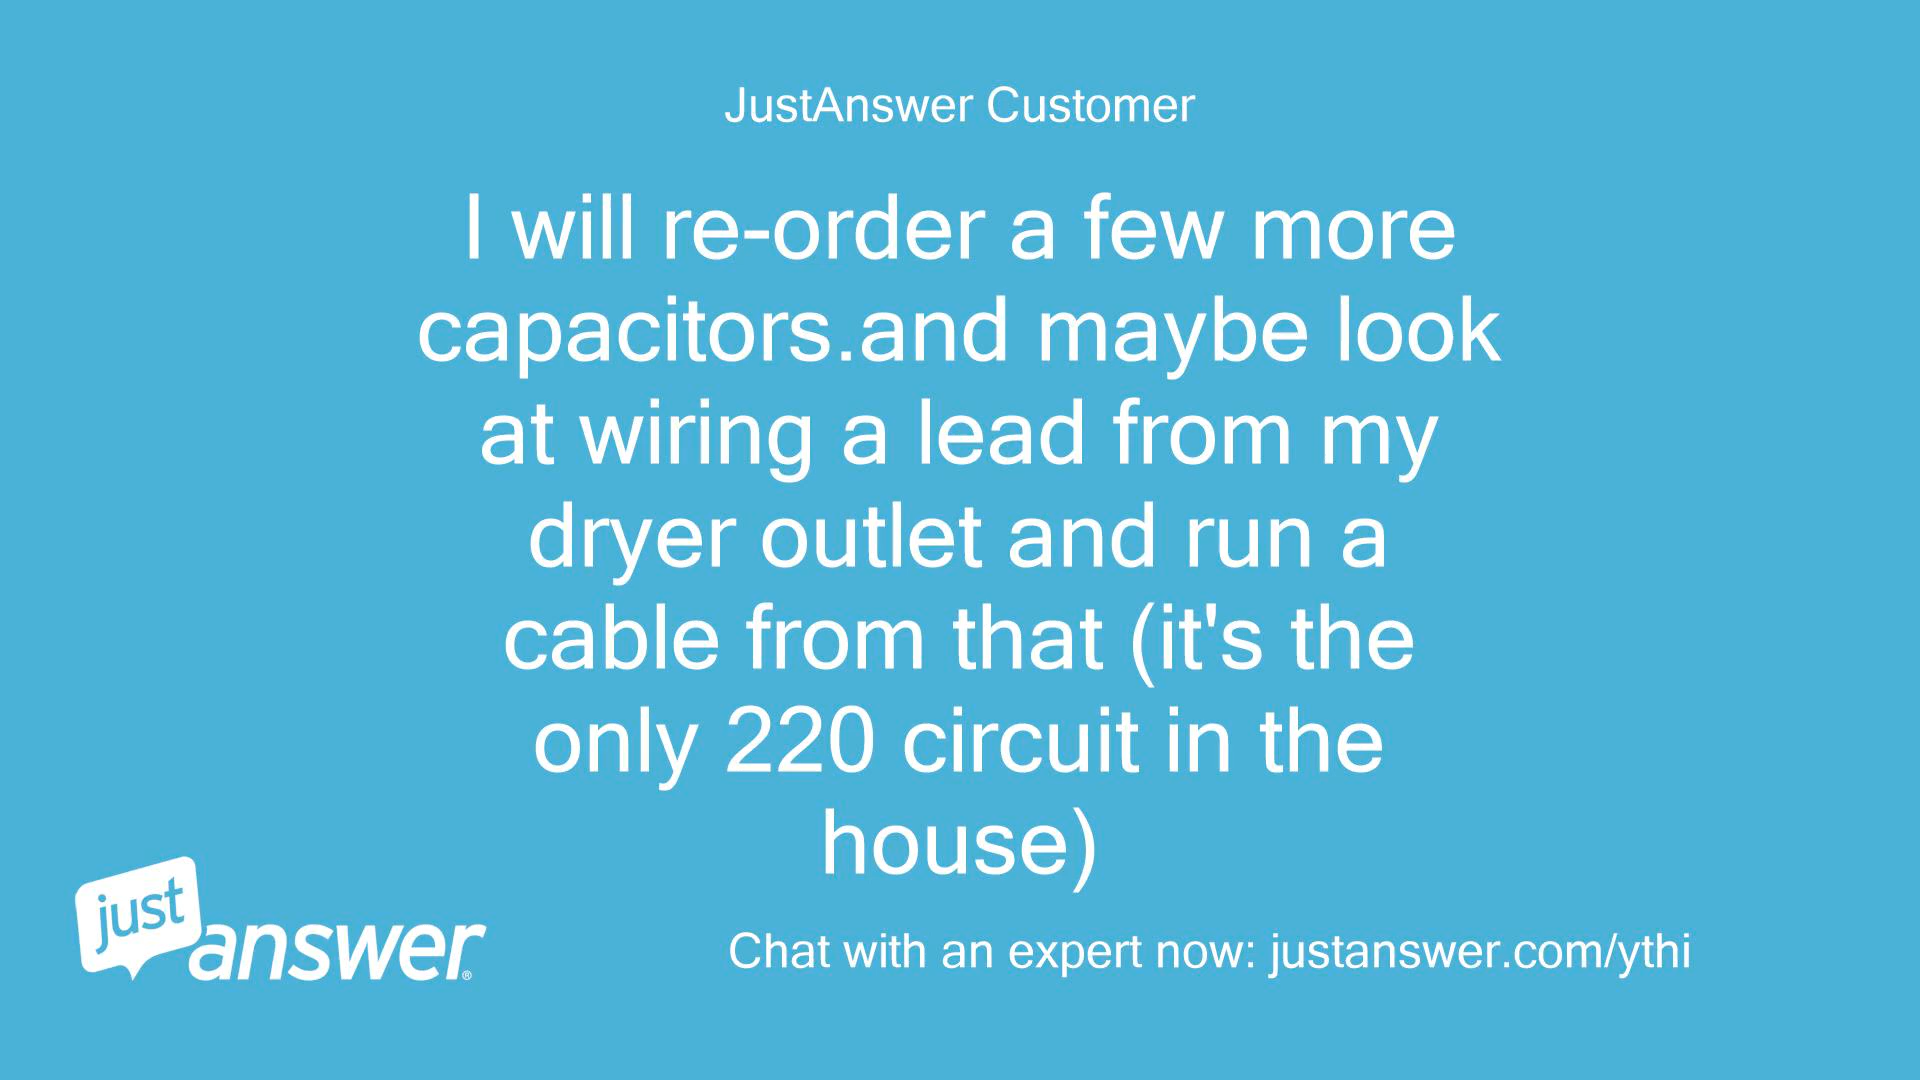 JustAnswer Customer
I will re-order a few more
capacitors.and maybe look
at wiring a lead from my
dryer outlet and run a
cable from that (it's the
only 220 circuit in the
house)
just
answer®
Chat with an expert now: justanswer.com/ythi